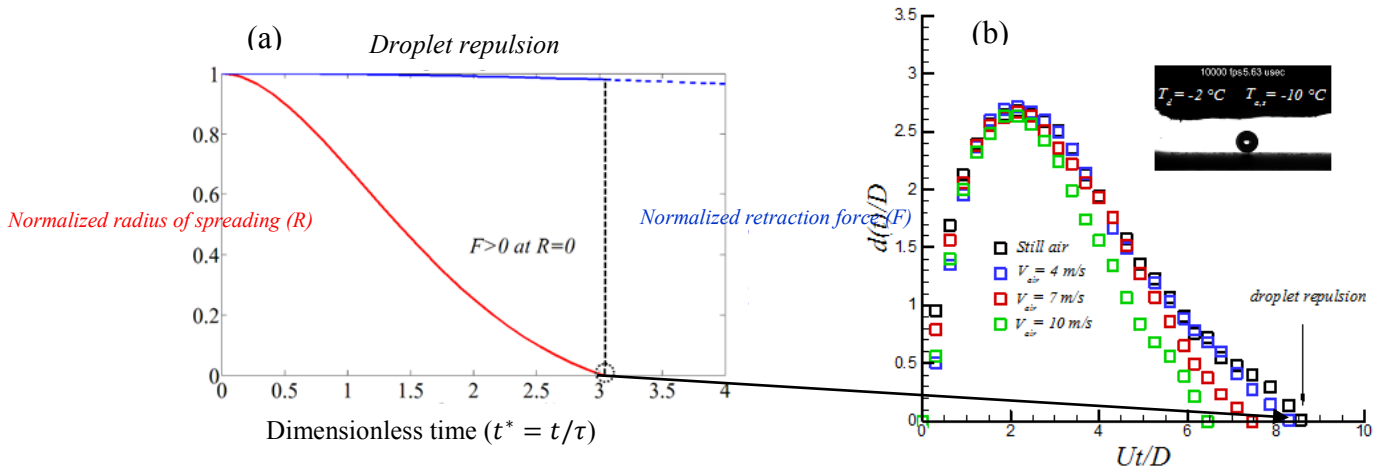 (a)
Droplet repulsion
1
0.8
0.6
0.4
0.2
0
Normalized radius of spreading (R)
Normalized retraction force (F)
F>0 at R=0
0 0.5 1 1.5 2 2.5 3 3.5 4
Dimensionless time (t* = t/τ)
(b)
3.5
3
2.5
2
1.5
1
0.5
0
d(t)/D
10000 fps 5.63 usec
T_d = -2 °C T_a,s = -10 °C
Still air
V_air = 4 m/s
V_air = 7 m/s
V_air = 10 m/s
droplet repulsion
0 2 4 6 8 10
Ut/D